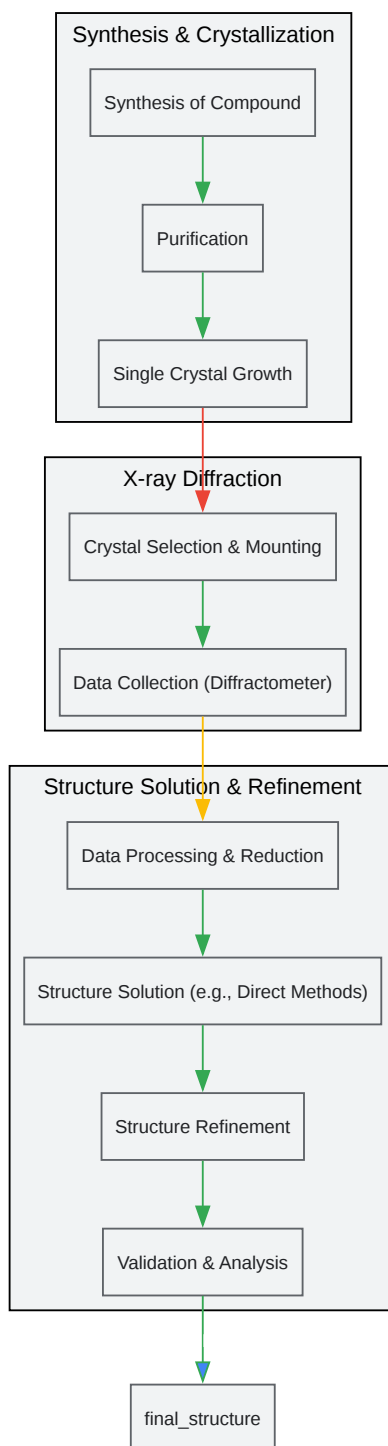 Synthesis & Crystallization
Synthesis of Compound
Purification
Single Crystal Growth
X-ray Diffraction
Crystal Selection & Mounting
Data Collection (Diffractometer)
Structure Solution & Refinement
Data Processing & Reduction
Structure Solution (e.g., Direct Methods)
Structure Refinement
Validation & Analysis
final_structure